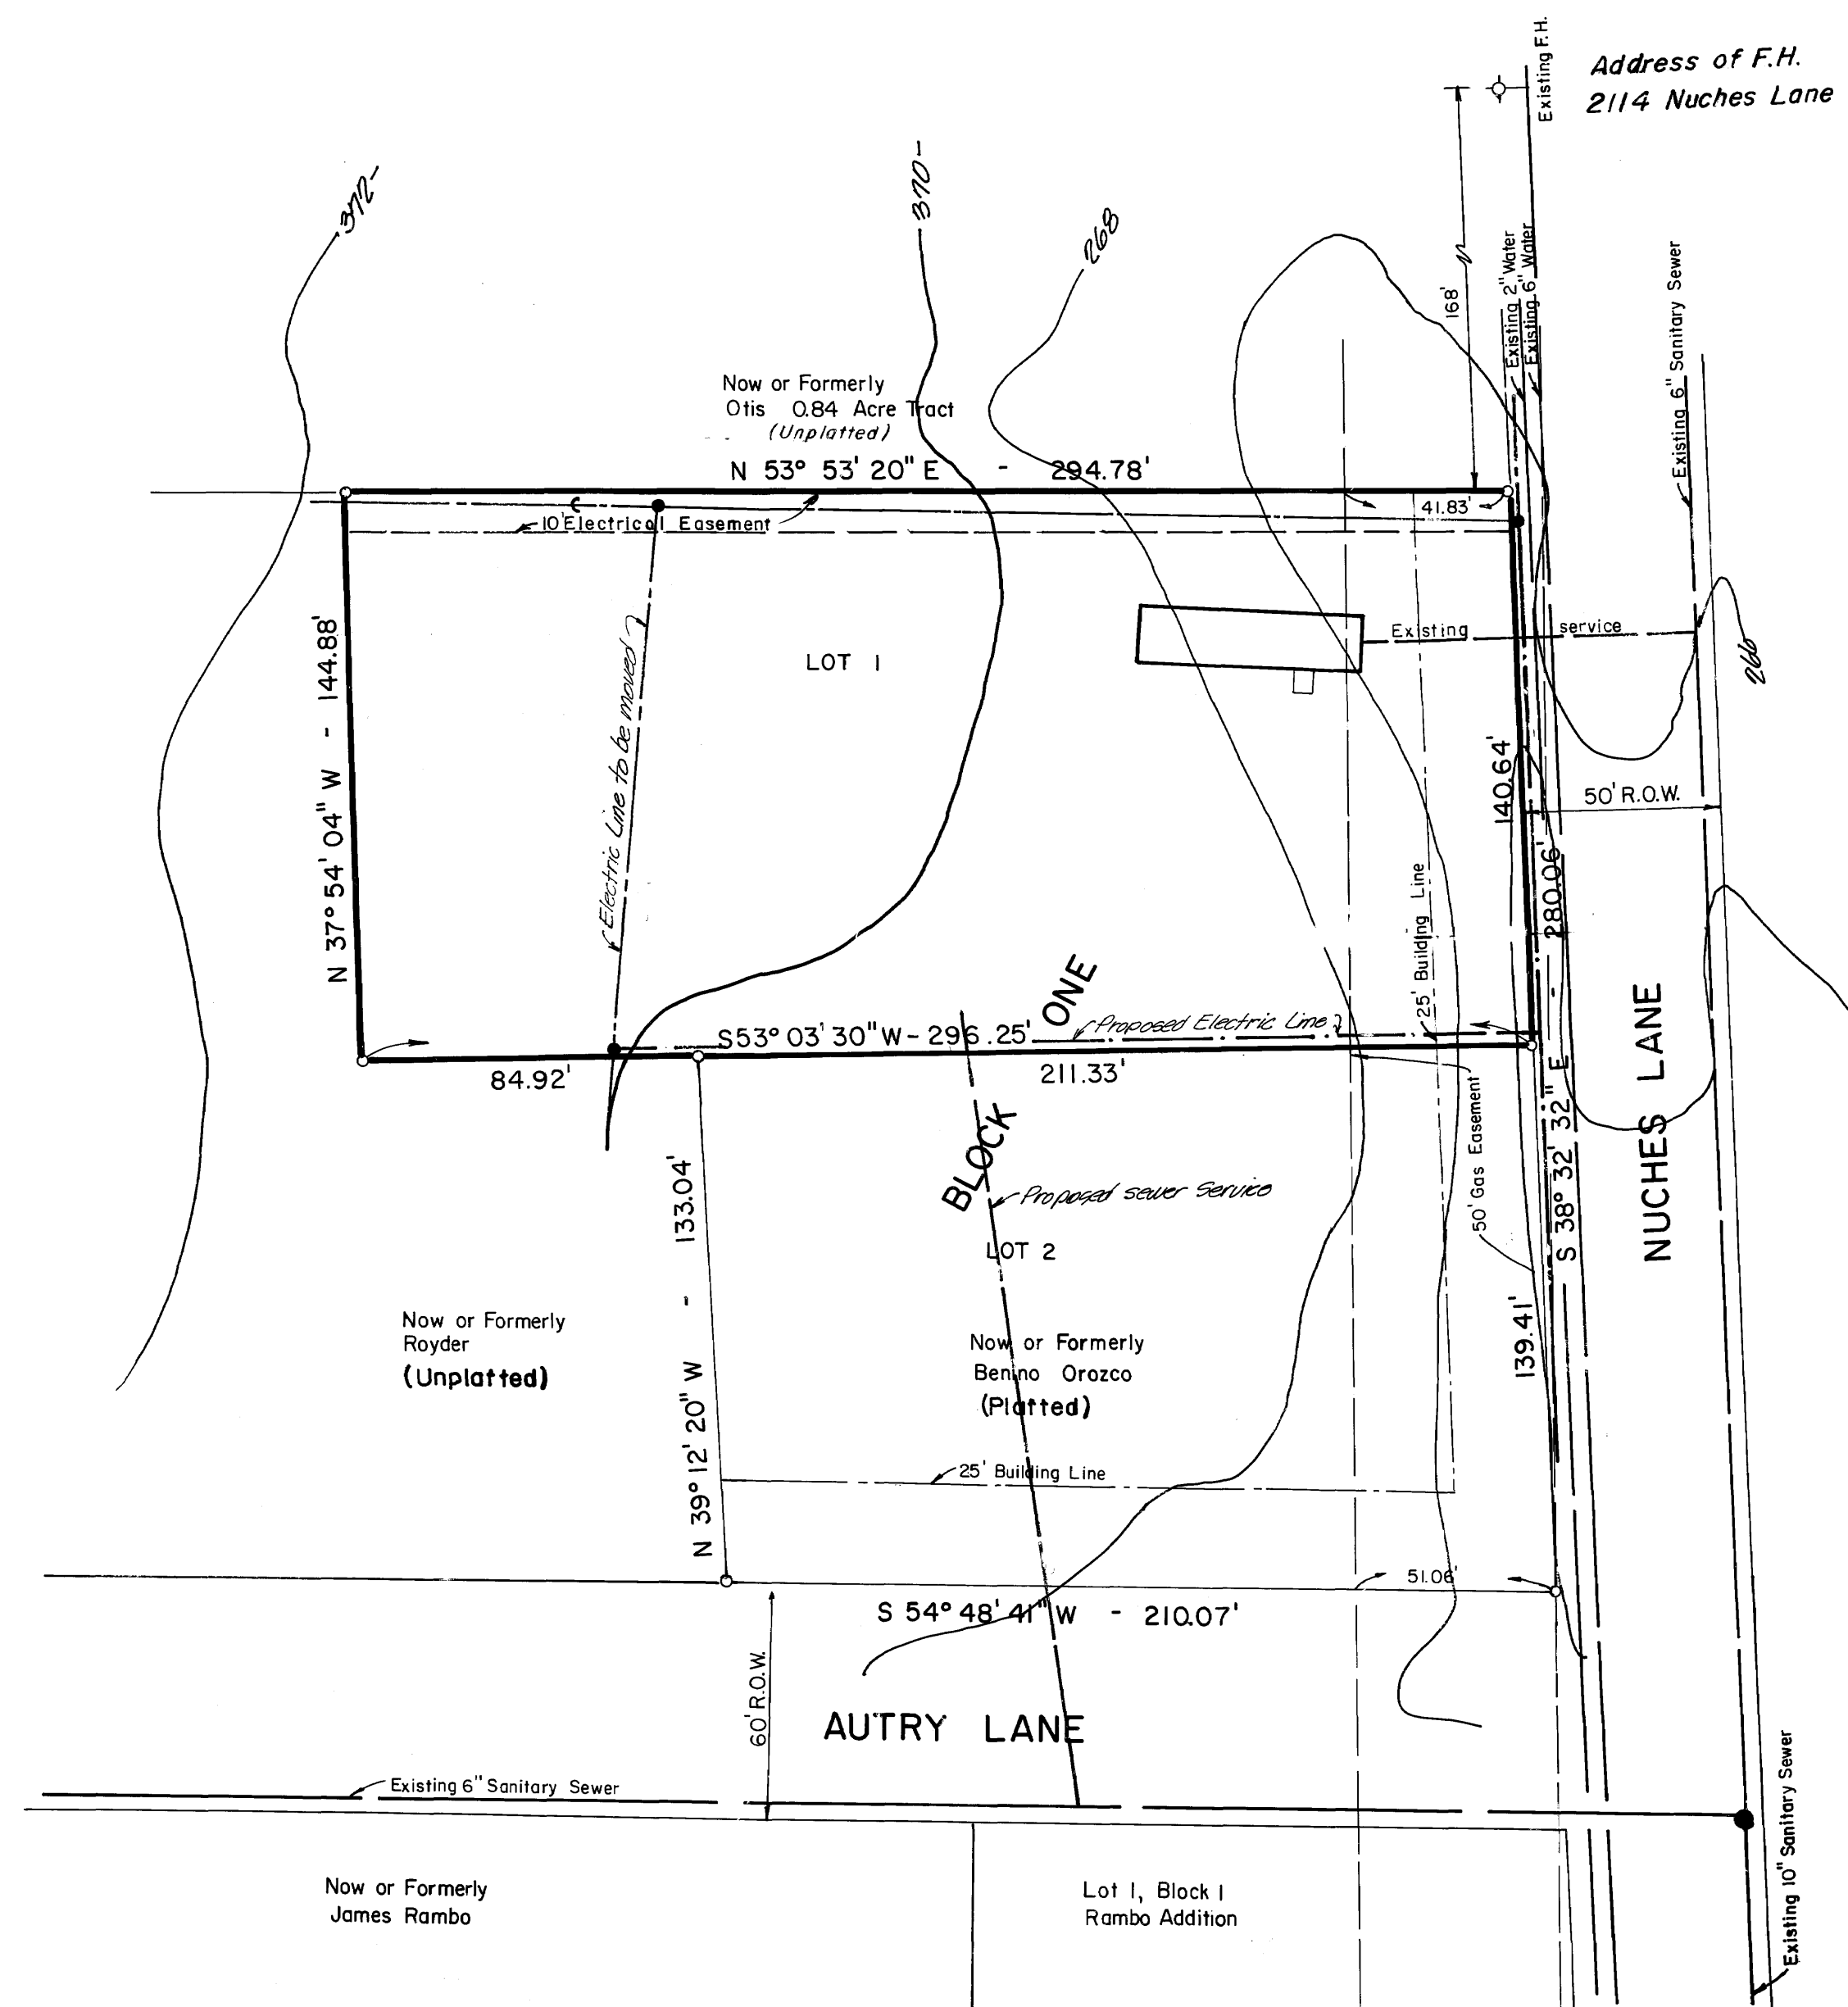 Address of F.H.
2114 Nuches Lane
Existing F.H.
372
370
268
168'
Existing 2" Water
Existing 6" Water
Existing 6" Sanitary Sewer
Now or Formerly
Otis 0.84 Acre Tract
(Unplatted)
N 53° 53' 20" E - 294.78'
41.83'
10' Electrical Easement
N 37° 54' 04" W - 144.88'
Electric Line to be moved
LOT 1
Existing service
266
140.64'
50' R.O.W.
25' Building Line
S 38° 32' 32" E - 280.06'
BLOCK ONE
Proposed Electric Line
S 53° 03' 30" W - 296.25'
84.92'
211.33'
NUCHES LANE
50' Gas Easement
N 39° 12' 20" W - 133.04'
Proposed sewer Service
LOT 2
139.41'
Now or Formerly
Royder
(Unplatted)
Now or Formerly
Benino Orozco
(Platted)
25' Building Line
51.06'
S 54° 48' 41" W - 210.07'
60' R.O.W.
AUTRY LANE
Existing 6" Sanitary Sewer
Existing 10" Sanitary Sewer
Now or Formerly
James Rambo
Lot 1, Block 1
Rambo Addition